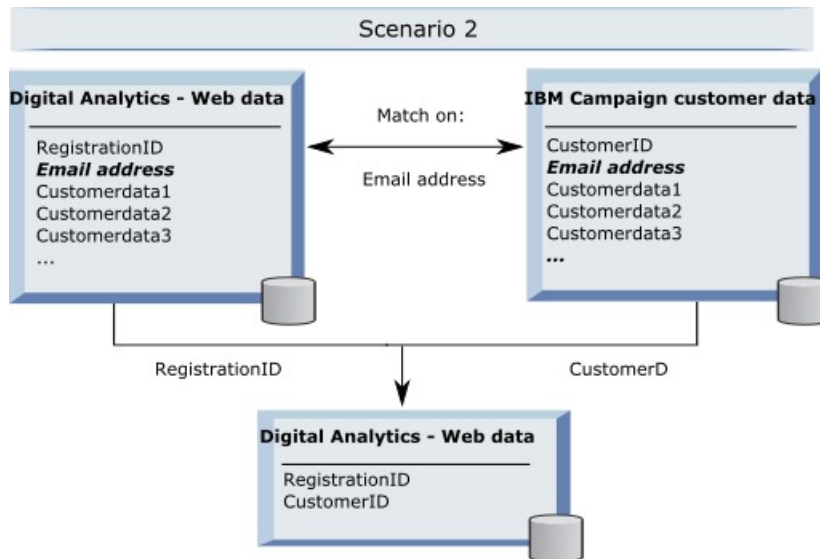 Scenario 2
Digital Analytics - Web data
RegistrationID
Email address
Customerdata1
Customerdata2
Customerdata3
...
Match on:
Email address
IBM Campaign customer data
CustomerID
Email address
Customerdata1
Customerdata2
Customerdata3
...
RegistrationID
CustomerD
Digital Analytics - Web data
RegistrationID
CustomerID